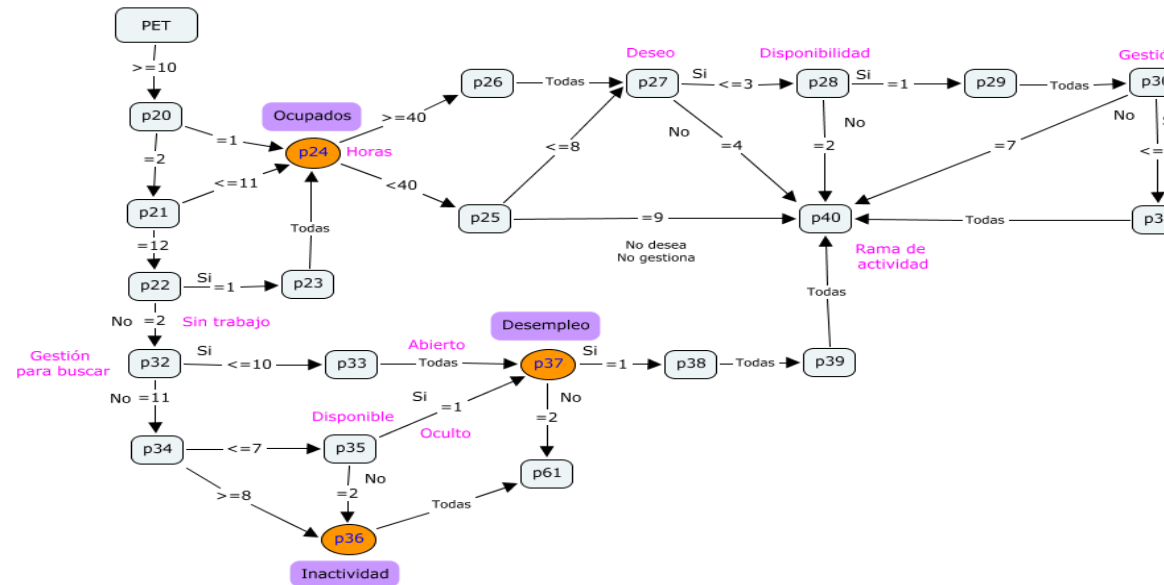 PET
>=10
p20
=1
=2
p21
<=11
=12
p22
Si
=1
p23
Todas
No
=2
Sin trabajo
Ocupados
p24
Horas
>=40
p26
Todas
<40
p25
<=8
=9
No desea
No gestiona
Deseo
p27
Si
<=3
No
=4
Disponibilidad
p28
Si
=1
No
=2
p29
Todas
No
=7
Todas
p40
Rama de
actividad
Todas
Gestión
para buscar
p32
Si
<=10
p33
Abierto
Todas
Desempleo
p37
Si
=1
p38
Todas
p39
No
=2
p61
No
=11
p34
<=7
Disponible
p35
Si
=1
Oculto
No
=2
>=8
p36
Todas
Inactividad